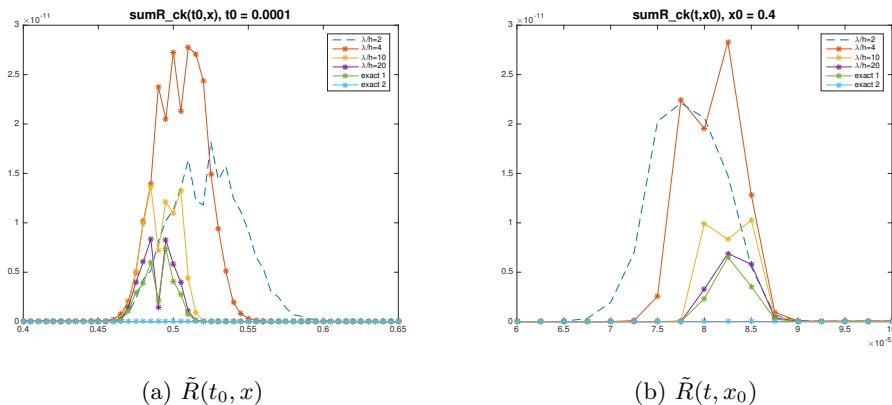 sumR_ck(t0,x), t0 = 0.0001
3 ×10^-11
2.5
2
1.5
1
0.5
0
0.4 0.45 0.5 0.55 0.6 0.65
λ/h=2
λ/h=4
λ/h=10
λ/h=20
exact 1
exact 2
(a) R̃(t₀, x)
sumR_ck(t,x0), x0 = 0.4
3 ×10^-11
2.5
2
1.5
1
0.5
0
6 6.5 7 7.5 8 8.5 9 9.5 10
×10^-5
λ/h=2
λ/h=4
λ/h=10
λ/h=20
exact 1
exact 2
(b) R̃(t, x₀)